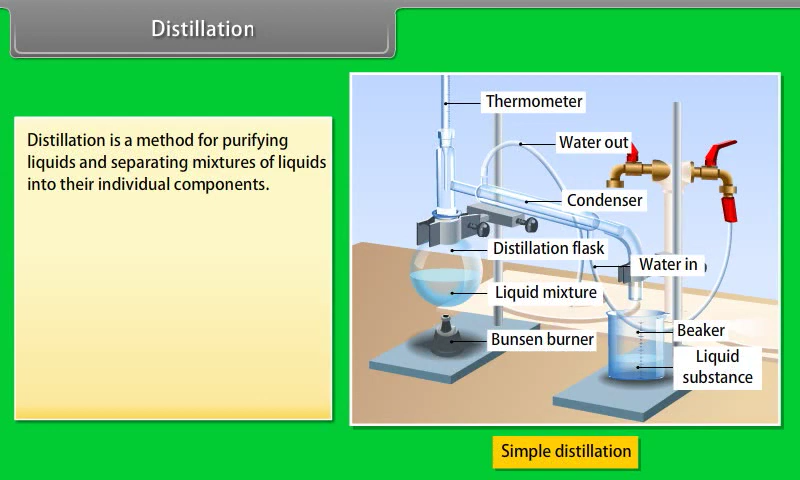 Distillation
Distillation is a method for purifying
liquids and separating mixtures of liquids
into their individual components.
Thermometer
Water out
Condenser
Distillation flask
Water in
Liquid mixture
Beaker
Bunsen burner
Liquid
substance
Simple distillation